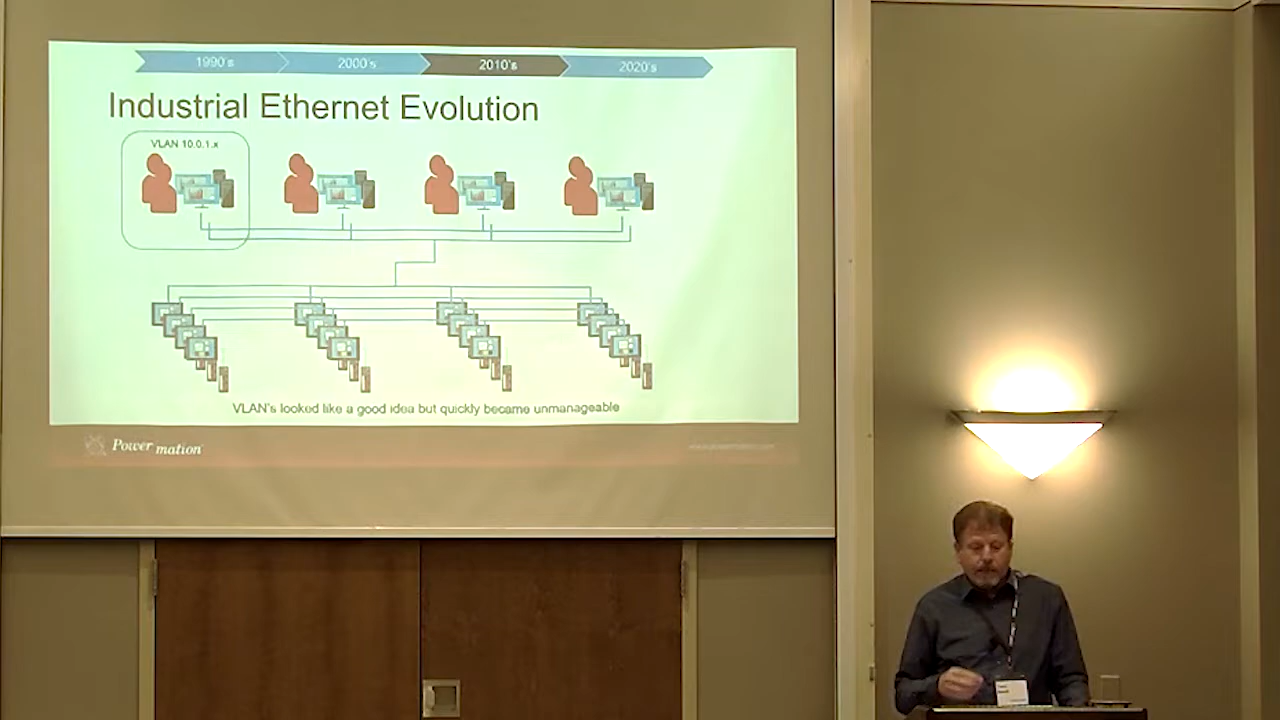 1990's 2000's 2010's 2020's
Industrial Ethernet Evolution
VLAN 10.0.1.x
VLAN's looked like a good idea but quickly became unmanageable
Power mation